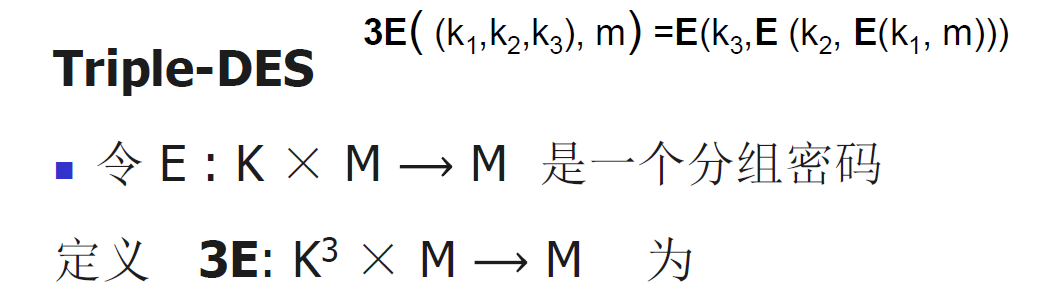 3E( (k₁,k₂,k₃), m) =E(k₃,E (k₂, E(k₁, m)))
Triple-DES
■ 令 E : K × M ⟶ M 是一个分组密码
定义 3E: K³ × M ⟶ M 为